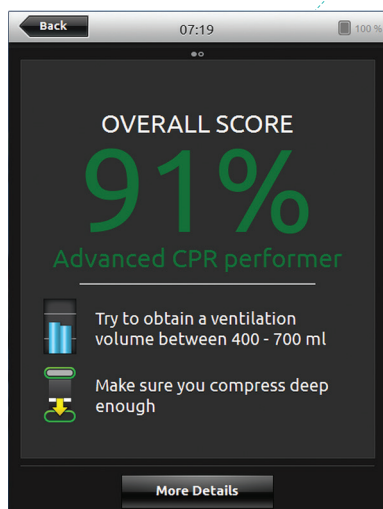 Back
07:19
100 %
OVERALL SCORE
91%
Advanced CPR performer
Try to obtain a ventilation
volume between 400 - 700 ml
Make sure you compress deep
enough
More Details